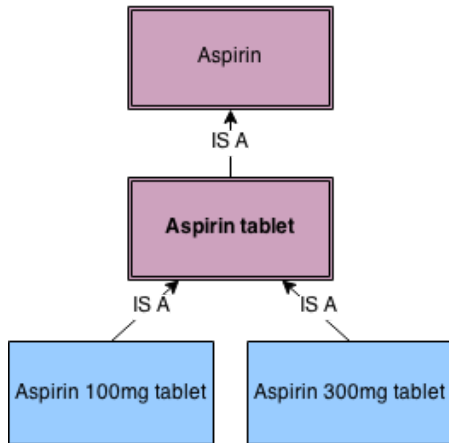 Aspirin
IS A
Aspirin tablet
IS A
IS A
Aspirin 100mg tablet
Aspirin 300mg tablet